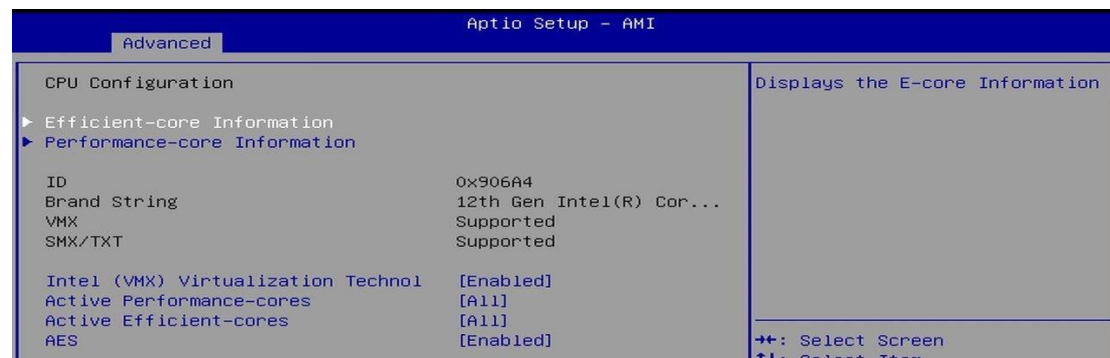 Aptio Setup - AMI
Advanced
CPU Configuration
Efficient-core Information
Performance-core Information
ID 0x906A4
Brand String 12th Gen Intel(R) Cor...
VMX Supported
SMX/TXT Supported
Intel (VMX) Virtualization Technol [Enabled]
Active Performance-cores [All]
Active Efficient-cores [All]
AES [Enabled]
Displays the E-core Information
→←: Select Screen
↑↓: Select Item